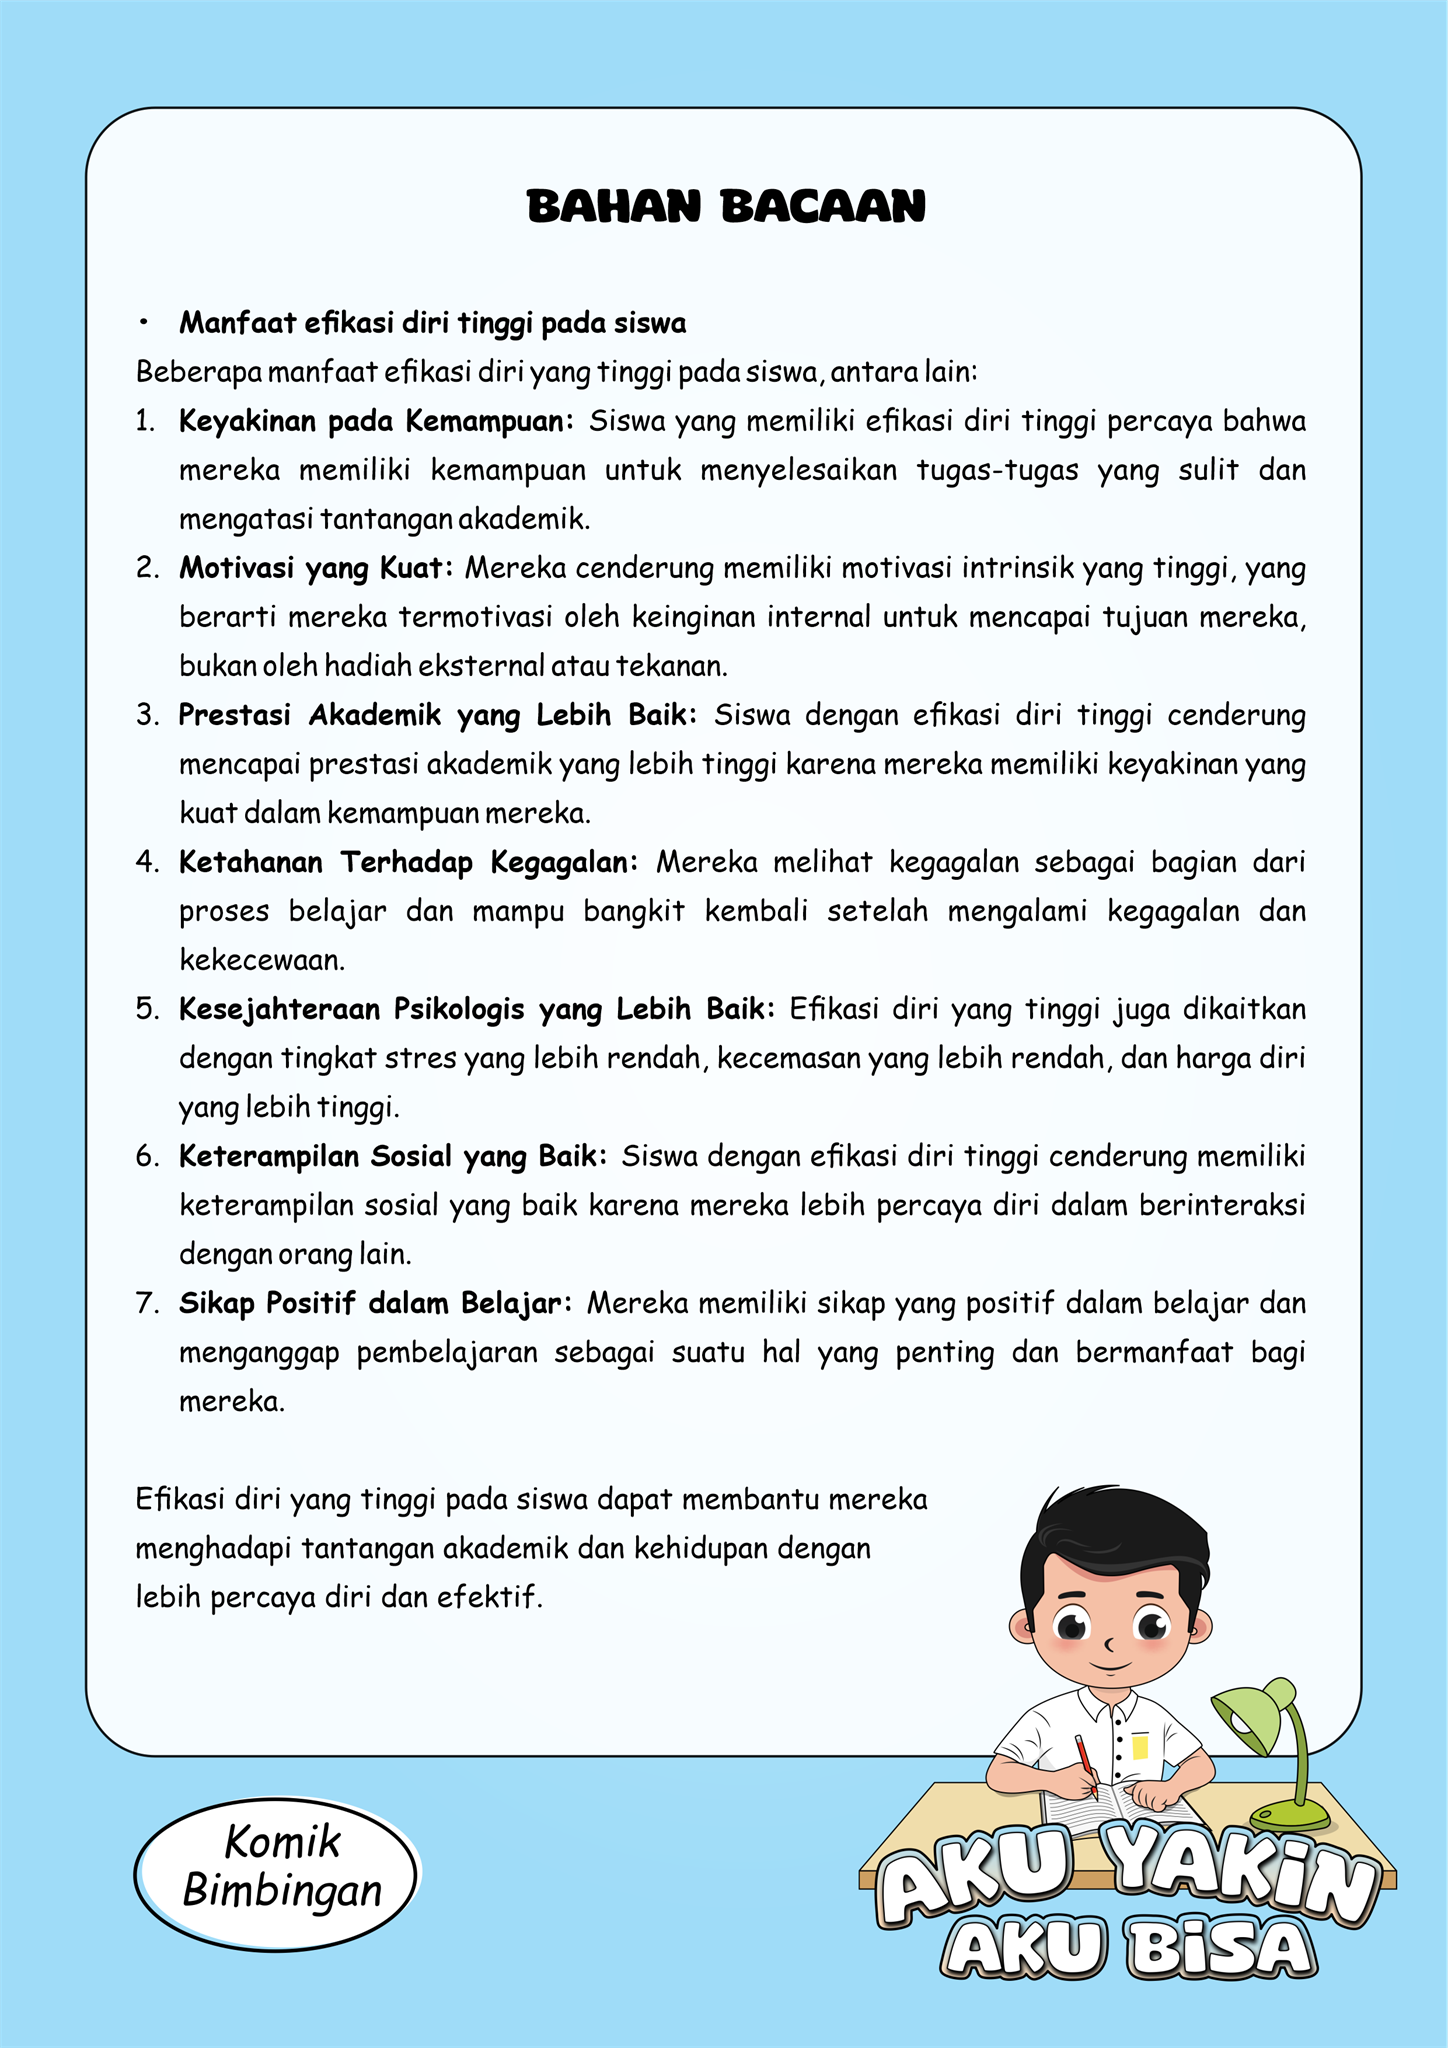 BAHAN BACAAN
• Manfaat efikasi diri tinggi pada siswa
Beberapa manfaat efikasi diri yang tinggi pada siswa, antara lain:
1. Keyakinan pada Kemampuan: Siswa yang memiliki efikasi diri tinggi percaya bahwa
mereka memiliki kemampuan untuk menyelesaikan tugas-tugas yang sulit dan
mengatasi tantangan akademik.
2. Motivasi yang Kuat: Mereka cenderung memiliki motivasi intrinsik yang tinggi, yang
berarti mereka termotivasi oleh keinginan internal untuk mencapai tujuan mereka,
bukan oleh hadiah eksternal atau tekanan.
3. Prestasi Akademik yang Lebih Baik: Siswa dengan efikasi diri tinggi cenderung
mencapai prestasi akademik yang lebih tinggi karena mereka memiliki keyakinan yang
kuat dalam kemampuan mereka.
4. Ketahanan Terhadap Kegagalan: Mereka melihat kegagalan sebagai bagian dari
proses belajar dan mampu bangkit kembali setelah mengalami kegagalan dan
kekecewaan.
5. Kesejahteraan Psikologis yang Lebih Baik: Efikasi diri yang tinggi juga dikaitkan
dengan tingkat stres yang lebih rendah, kecemasan yang lebih rendah, dan harga diri
yang lebih tinggi.
6. Keterampilan Sosial yang Baik: Siswa dengan efikasi diri tinggi cenderung memiliki
keterampilan sosial yang baik karena mereka lebih percaya diri dalam berinteraksi
dengan orang lain.
7. Sikap Positif dalam Belajar: Mereka memiliki sikap yang positif dalam belajar dan
menganggap pembelajaran sebagai suatu hal yang penting dan bermanfaat bagi
mereka.
Efikasi diri yang tinggi pada siswa dapat membantu mereka
menghadapi tantangan akademik dan kehidupan dengan
lebih percaya diri dan efektif.
Komik
Bimbingan
AKU YAKiN
AKU BiSA